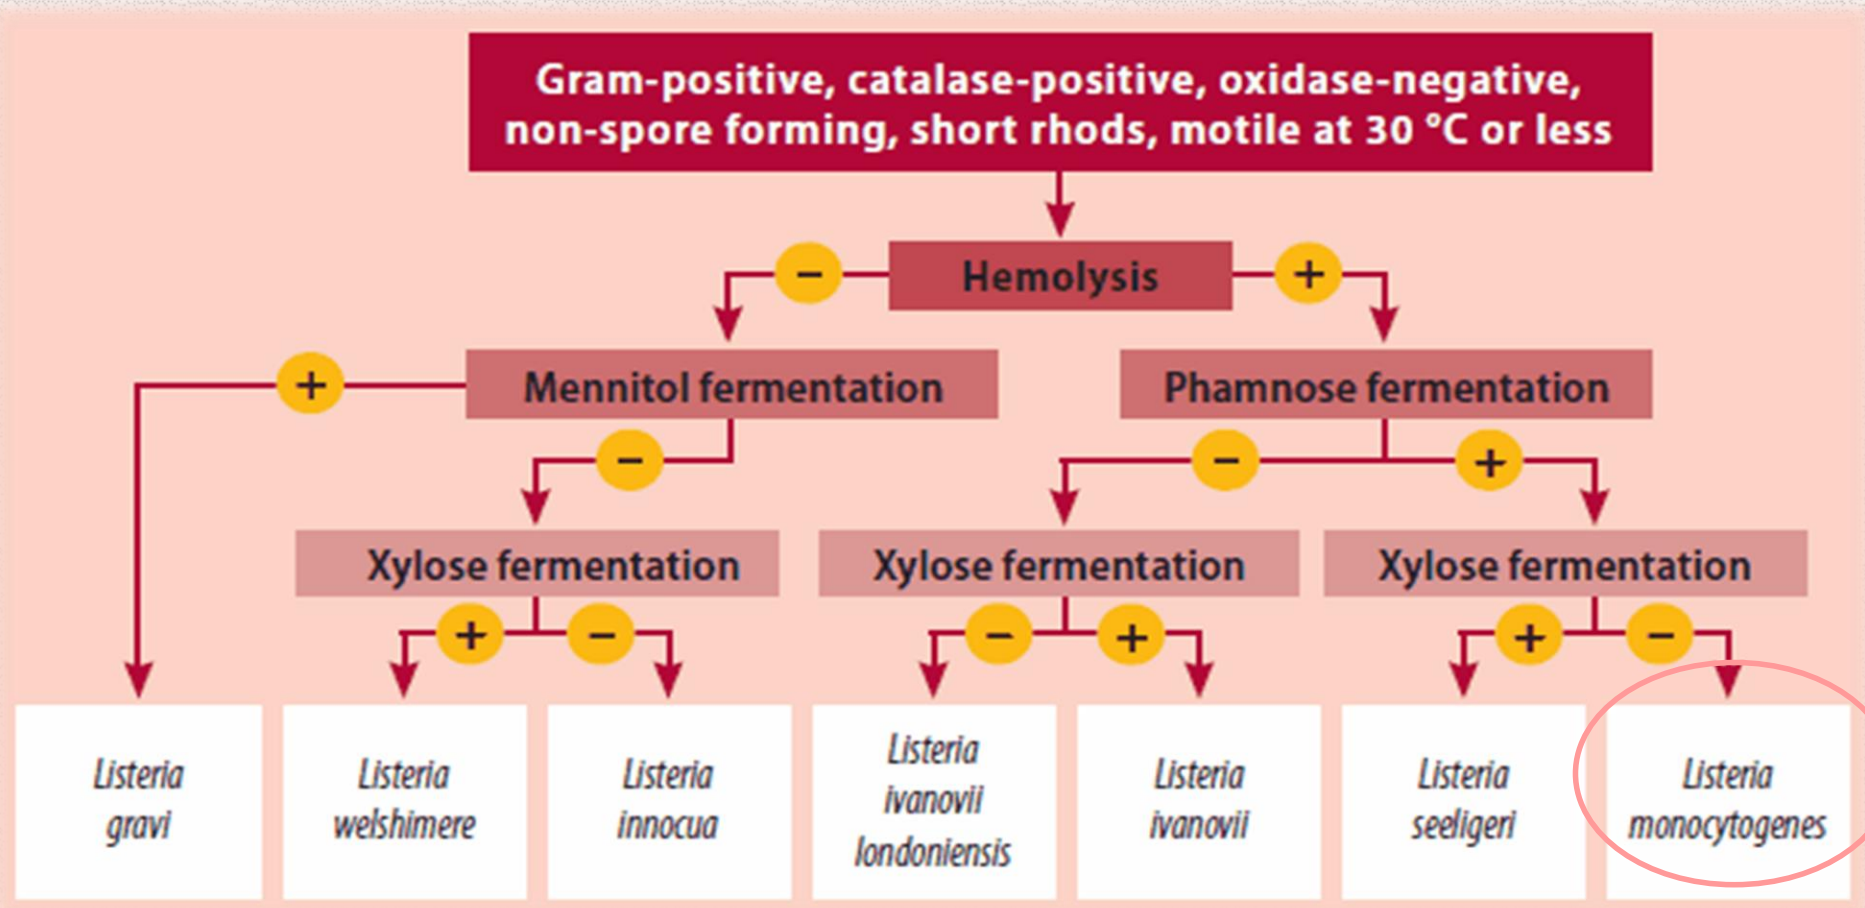 Gram-positive, catalase-positive, oxidase-negative,
non-spore forming, short rhods, motile at 30 °C or less
− Hemolysis +
+ Mennitol fermentation
Phamnose fermentation
−
− +
Xylose fermentation
Xylose fermentation
Xylose fermentation
+ −
− +
+ −
Listeria
gravi
Listeria
welshimere
Listeria
innocua
Listeria
ivanovii
londoniensis
Listeria
ivanovii
Listeria
seeligeri
Listeria
monocytogenes